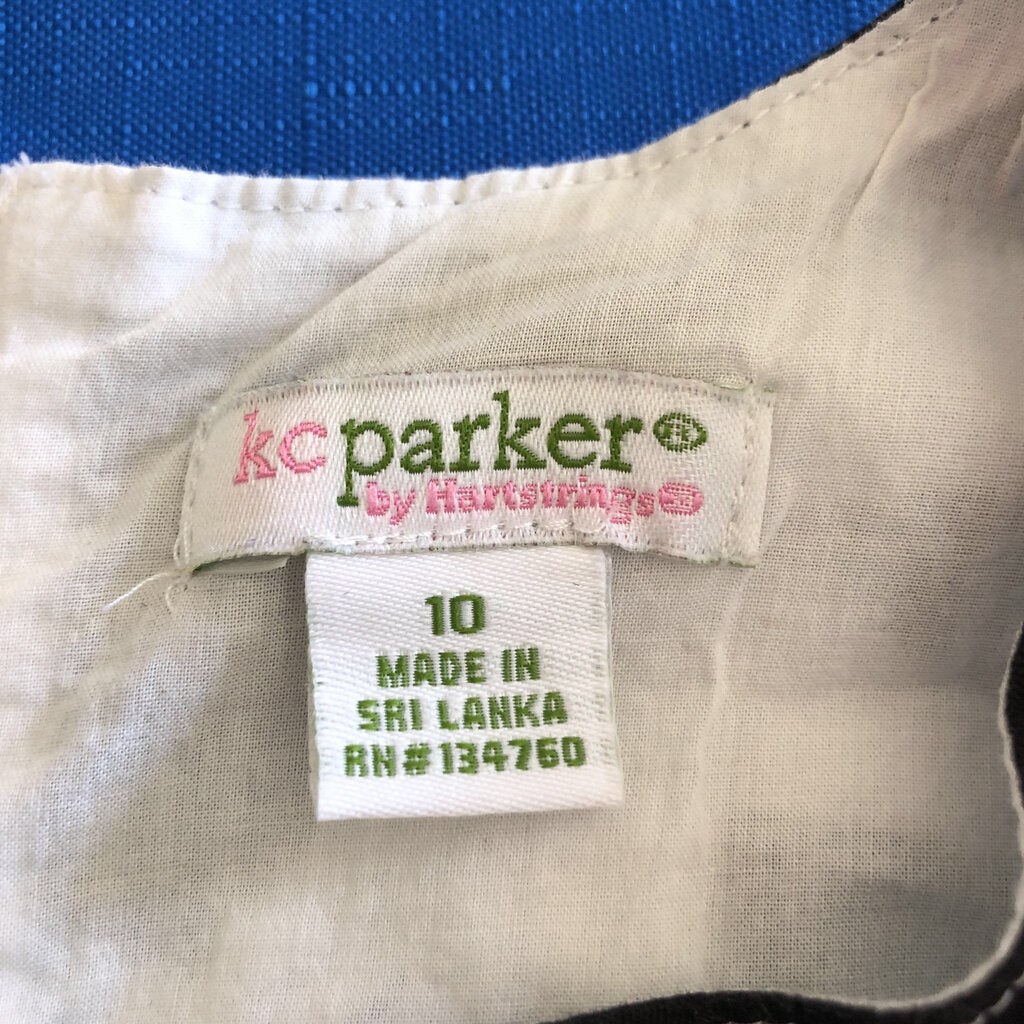 kc parker®
by Hartstrings®
10
MADE IN
SRI LANKA
RN#134760